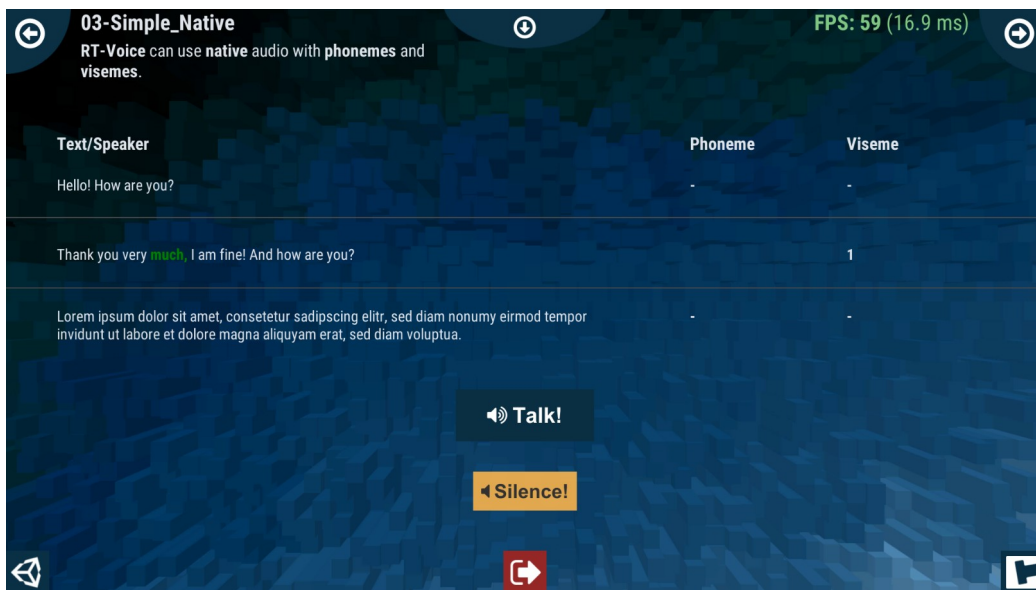 03-Simple_Native
FPS: 59 (16.9 ms)
RT-Voice can use native audio with phonemes and
visemes.
Text/Speaker Phoneme Viseme
Hello! How are you? - -
Thank you very much, I am fine! And how are you? 1
Lorem ipsum dolor sit amet, consetetur sadipscing elitr, sed diam nonumy eirmod tempor - -
invidunt ut labore et dolore magna aliquyam erat, sed diam voluptua.
Talk!
Silence!